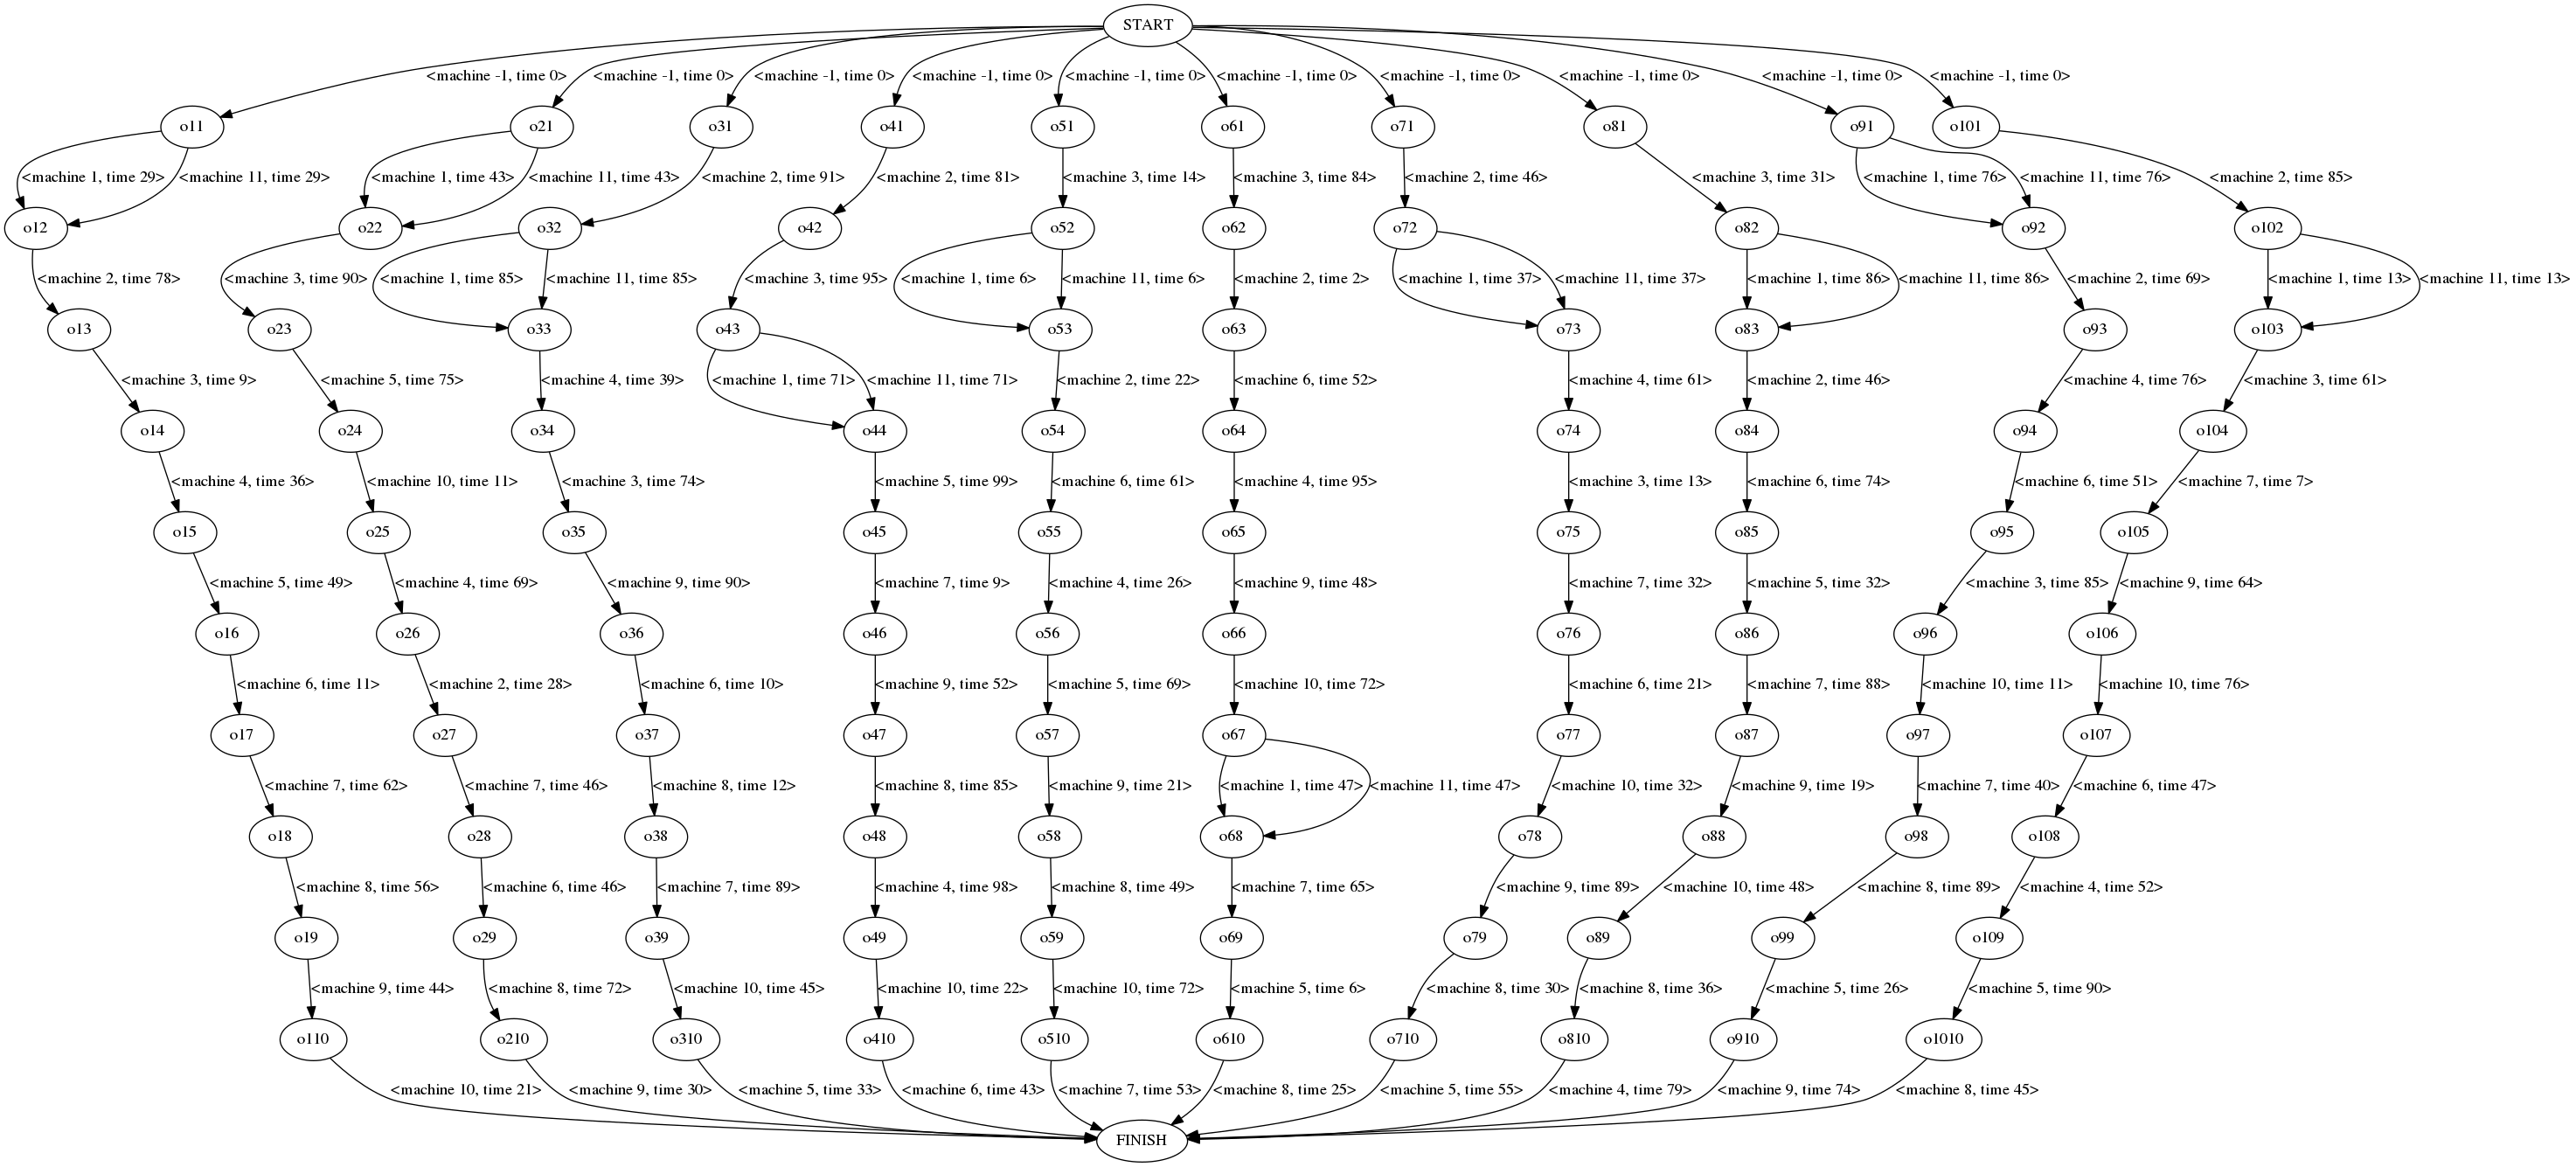 START
<machine -1, time 0> <machine -1, time 0> <machine -1, time 0> <machine -1, time 0> <machine -1, time 0> <machine -1, time 0> <machine -1, time 0> <machine -1, time 0> <machine -1, time 0> <machine -1, time 0>
o11 o21 o31 o41 o51 o61 o71 o81 o91 o101
<machine 1, time 29> <machine 11, time 29> <machine 1, time 43> <machine 11, time 43> <machine 2, time 91> <machine 2, time 81> <machine 3, time 14> <machine 3, time 84> <machine 2, time 46> <machine 3, time 31> <machine 1, time 76> <machine 11, time 76> <machine 2, time 85>
o12 o22 o32 o42 o52 o62 o72 o82 o92 o102
<machine 2, time 78> <machine 3, time 90> <machine 1, time 85> <machine 11, time 85> <machine 3, time 95> <machine 1, time 6> <machine 11, time 6> <machine 2, time 2> <machine 1, time 37> <machine 11, time 37> <machine 1, time 86> <machine 11, time 86> <machine 2, time 69> <machine 1, time 13> <machine 11, time 13>
o13 o23 o33 o43 o53 o63 o73 o83 o93 o103
<machine 3, time 9> <machine 5, time 75> <machine 4, time 39> <machine 1, time 71> <machine 11, time 71> <machine 2, time 22> <machine 6, time 52> <machine 4, time 61> <machine 2, time 46> <machine 4, time 76> <machine 3, time 61>
o14 o24 o34 o44 o54 o64 o74 o84 o94 o104
<machine 4, time 36> <machine 10, time 11> <machine 3, time 74> <machine 5, time 99> <machine 6, time 61> <machine 4, time 95> <machine 3, time 13> <machine 6, time 74> <machine 6, time 51> <machine 7, time 7>
o15 o25 o35 o45 o55 o65 o75 o85 o95 o105
<machine 5, time 49> <machine 4, time 69> <machine 9, time 90> <machine 7, time 9> <machine 4, time 26> <machine 9, time 48> <machine 7, time 32> <machine 5, time 32> <machine 3, time 85> <machine 9, time 64>
o16 o26 o36 o46 o56 o66 o76 o86 o96 o106
<machine 6, time 11> <machine 2, time 28> <machine 6, time 10> <machine 9, time 52> <machine 5, time 69> <machine 10, time 72> <machine 6, time 21> <machine 7, time 88> <machine 10, time 11> <machine 10, time 76>
o17 o27 o37 o47 o57 o67 o77 o87 o97 o107
<machine 7, time 62> <machine 7, time 46> <machine 8, time 12> <machine 8, time 85> <machine 9, time 21> <machine 1, time 47> <machine 11, time 47> <machine 10, time 32> <machine 9, time 19> <machine 7, time 40> <machine 6, time 47>
o18 o28 o38 o48 o58 o68 o78 o88 o98 o108
<machine 8, time 56> <machine 6, time 46> <machine 7, time 89> <machine 4, time 98> <machine 8, time 49> <machine 7, time 65> <machine 9, time 89> <machine 10, time 48> <machine 8, time 89> <machine 4, time 52>
o19 o29 o39 o49 o59 o69 o79 o89 o99 o109
<machine 9, time 44> <machine 8, time 72> <machine 10, time 45> <machine 10, time 22> <machine 10, time 72> <machine 5, time 6> <machine 8, time 30> <machine 8, time 36> <machine 5, time 26> <machine 5, time 90>
o110 o210 o310 o410 o510 o610 o710 o810 o910 o1010
<machine 10, time 21> <machine 9, time 30> <machine 5, time 33> <machine 6, time 43> <machine 7, time 53> <machine 8, time 25> <machine 5, time 55> <machine 4, time 79> <machine 9, time 74> <machine 8, time 45>
FINISH